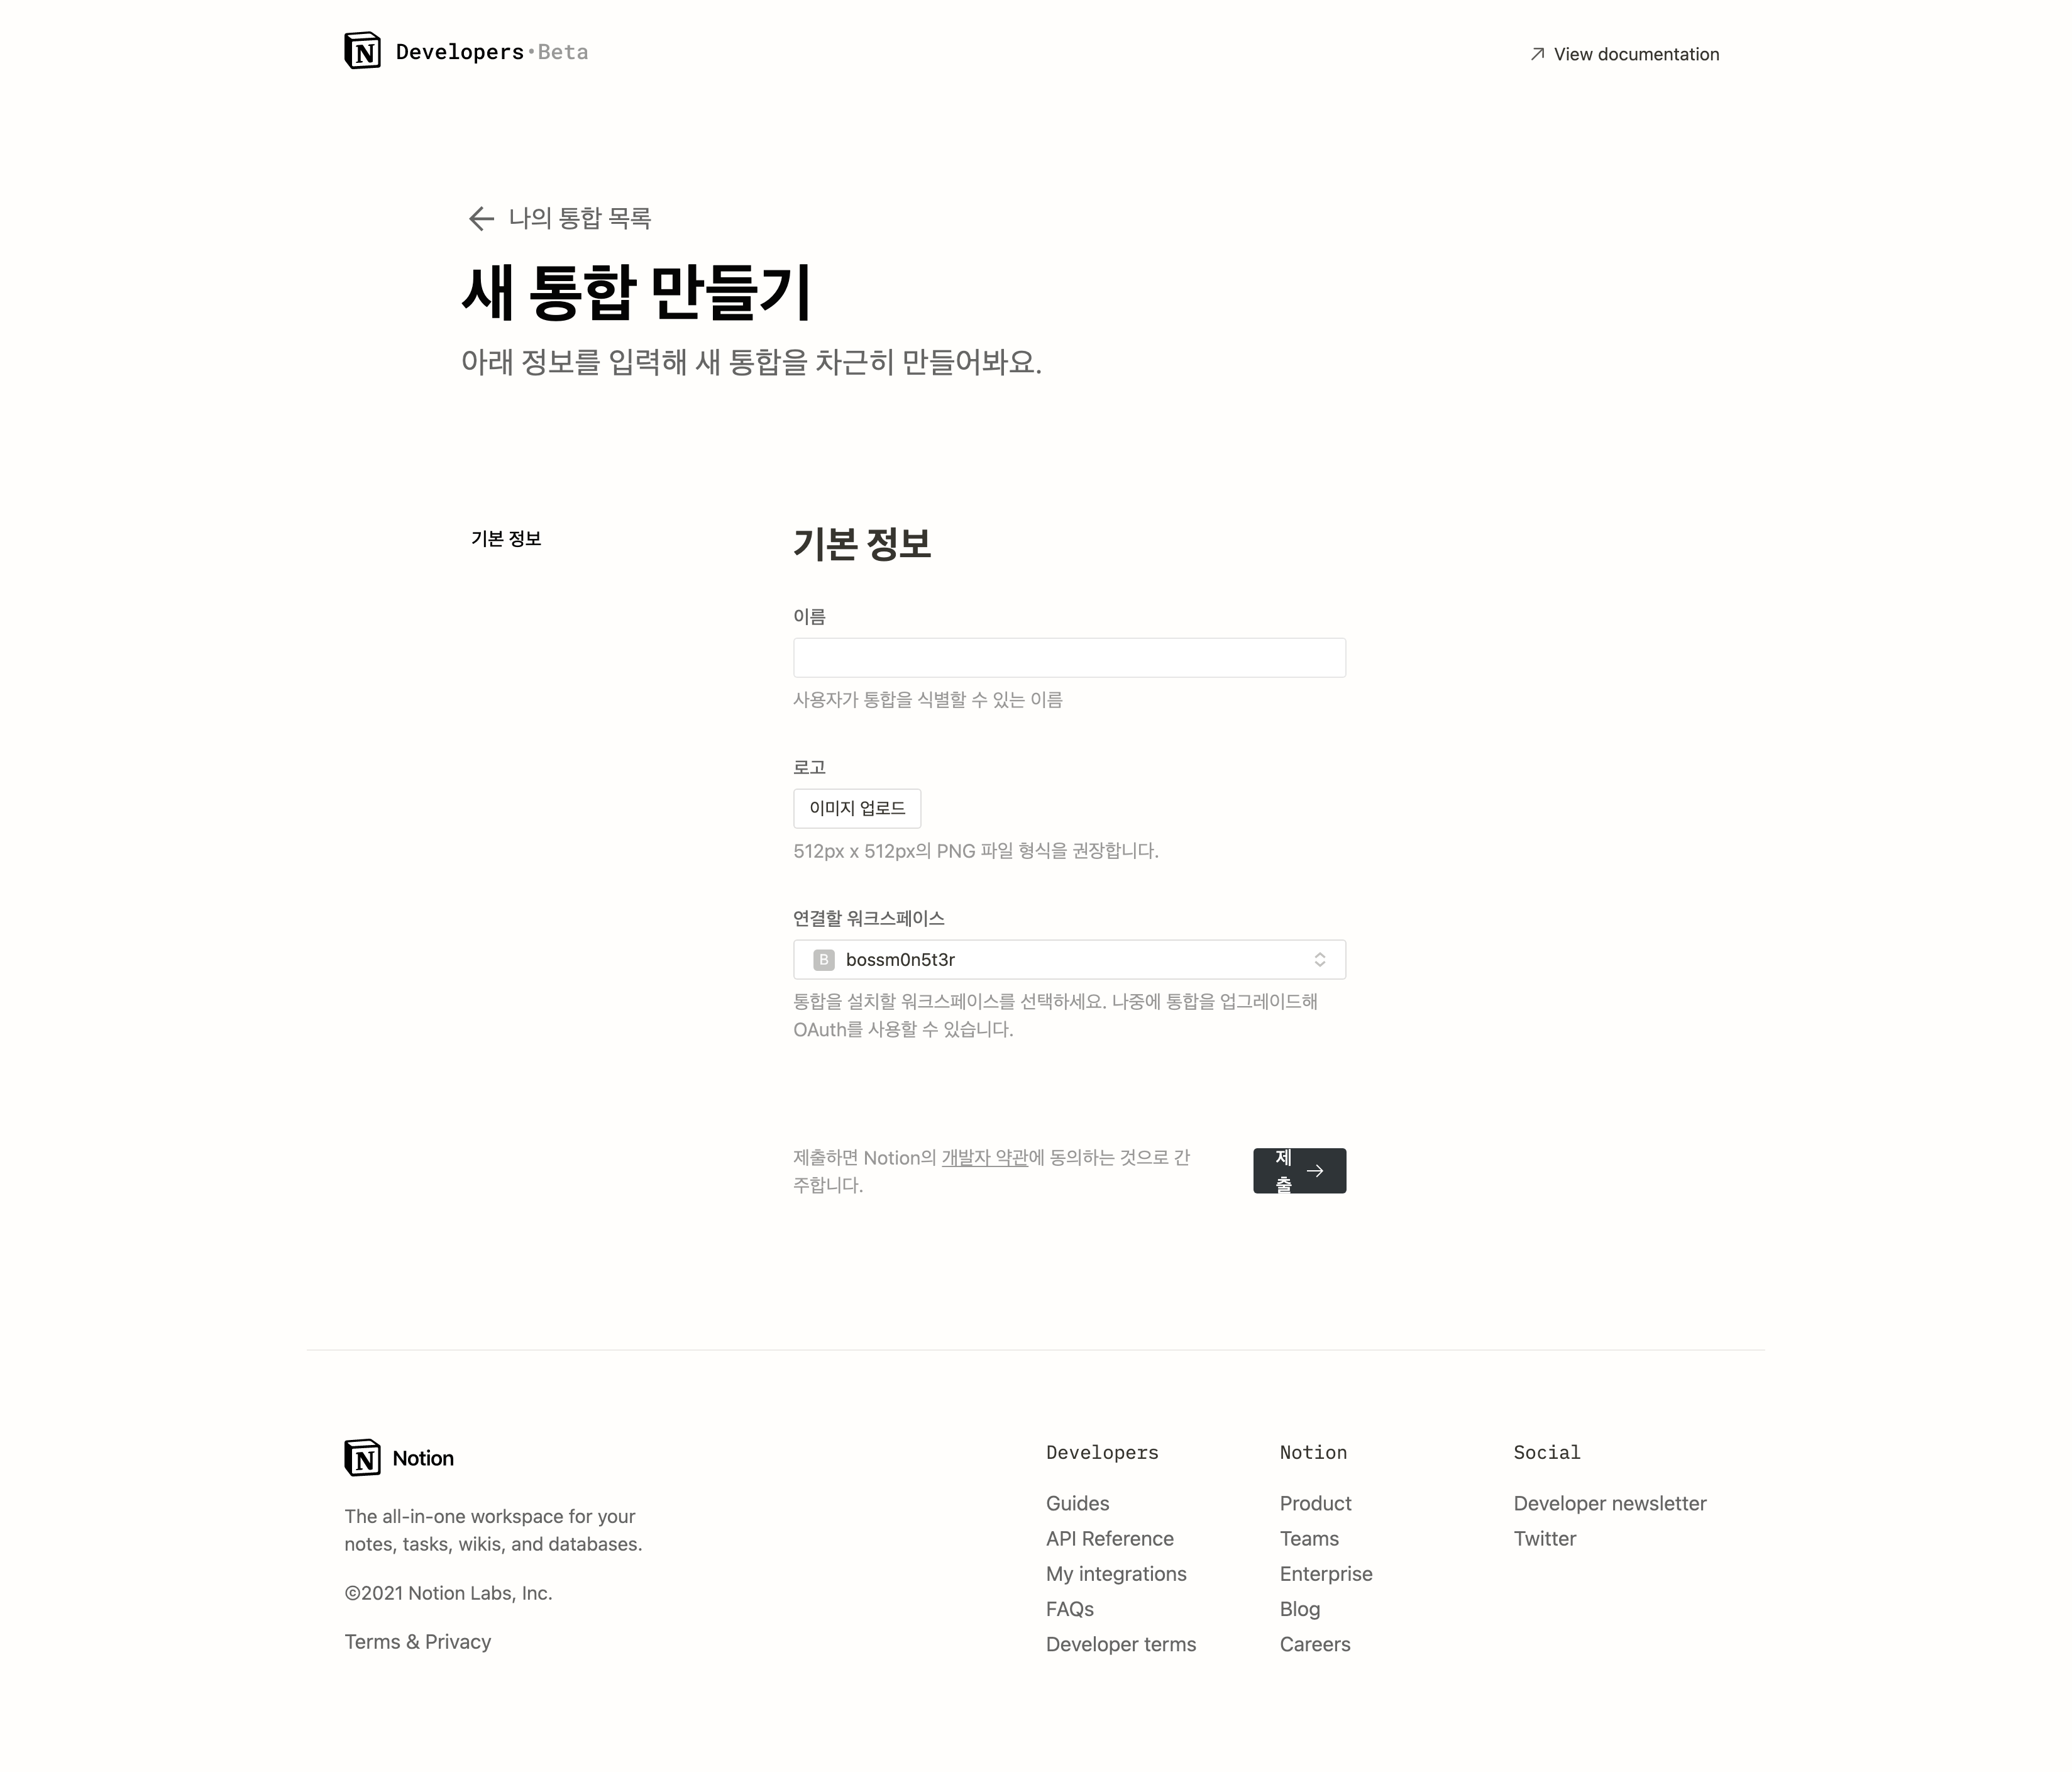 Developers•Beta
View documentation
나의 통합 목록
새 통합 만들기
아래 정보를 입력해 새 통합을 차근히 만들어봐요.
기본 정보
기본 정보
이름
사용자가 통합을 식별할 수 있는 이름
로고
이미지 업로드
512px x 512px의 PNG 파일 형식을 권장합니다.
연결할 워크스페이스
B bossm0n5t3r
통합을 설치할 워크스페이스를 선택하세요. 나중에 통합을 업그레이드해
OAuth를 사용할 수 있습니다.
제출하면 Notion의 개발자 약관에 동의하는 것으로 간
주합니다.
제
출
Notion
The all-in-one workspace for your
notes, tasks, wikis, and databases.
©2021 Notion Labs, Inc.
Terms & Privacy
Developers
Guides
API Reference
My integrations
FAQs
Developer terms
Notion
Product
Teams
Enterprise
Blog
Careers
Social
Developer newsletter
Twitter